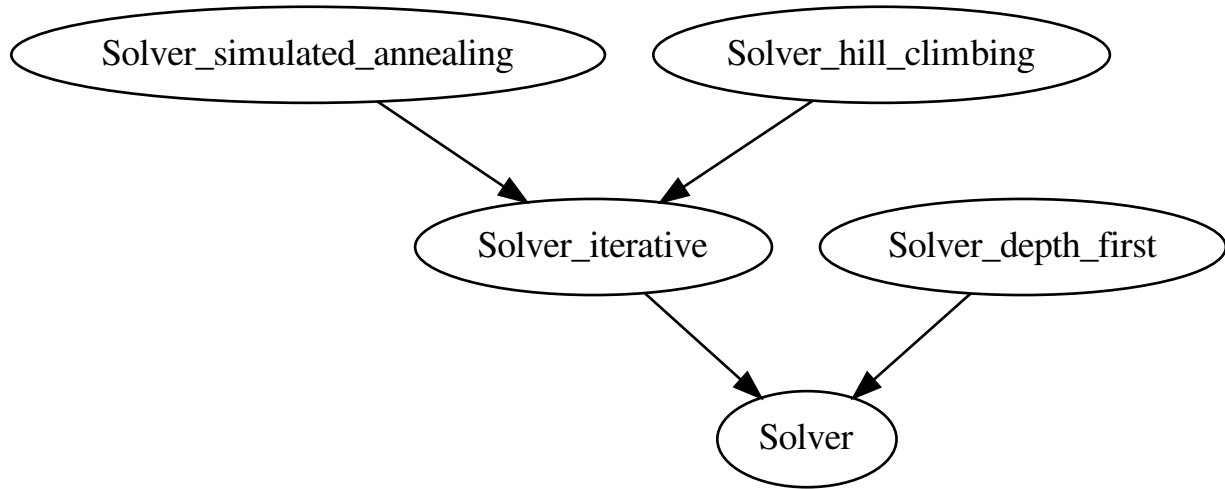 Solver_simulated_annealing
Solver_hill_climbing
Solver_iterative
Solver_depth_first
Solver